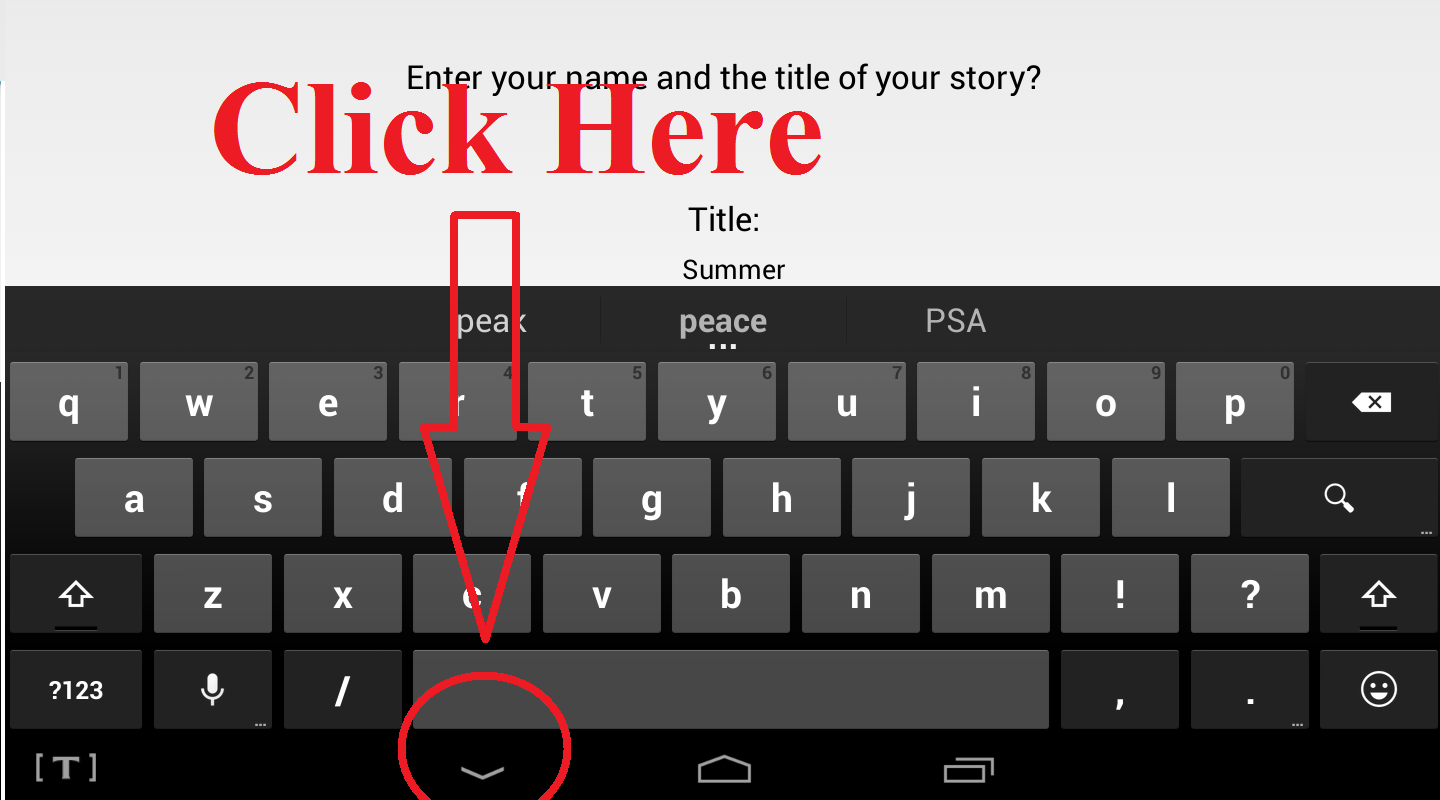 Enter your name and the title of your story?
Click Here
Title:
Summer
peak peace PSA
q 1 w 2 e 3 r 4 t 5 y 6 u 7 i 8 o 9 p 0
a s d f g h j k l
z x c v b n m ! ?
?123 / , .
[T]